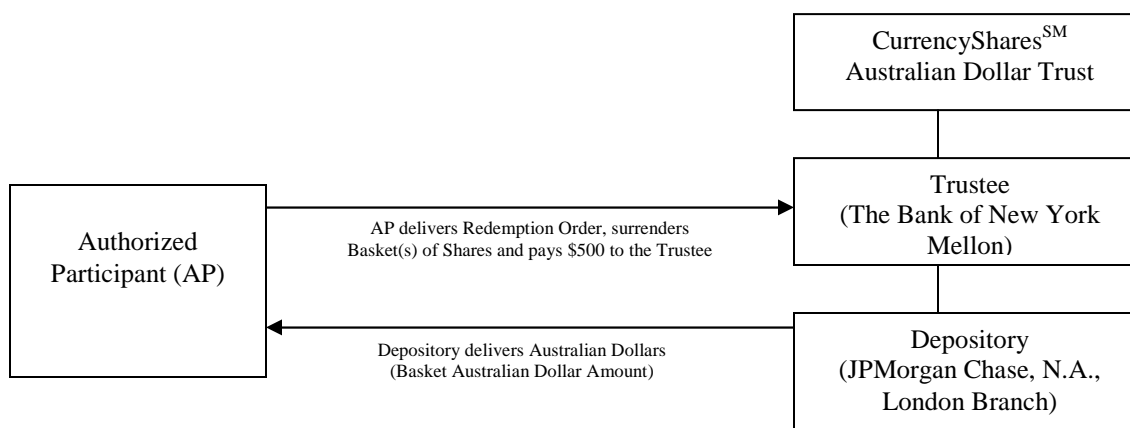 CurrencyShares℠
Australian Dollar Trust
Trustee
(The Bank of New York
Mellon)
Authorized
Participant (AP)
AP delivers Redemption Order, surrenders
Basket(s) of Shares and pays $500 to the Trustee
Depository delivers Australian Dollars
(Basket Australian Dollar Amount)
Depository
(JPMorgan Chase, N.A.,
London Branch)